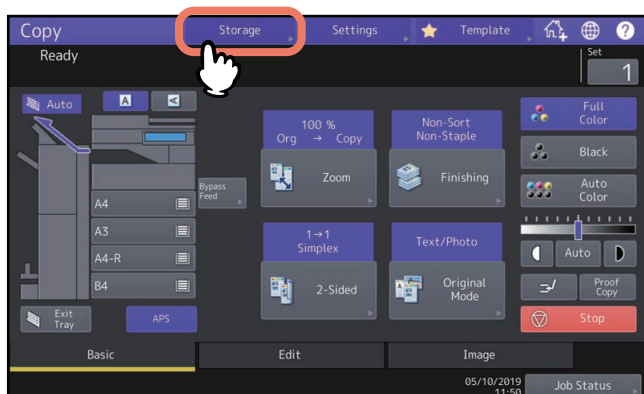 Copy
Storage
Settings
Template
?
Ready
Set
1
Auto
A
A
A4
A3
A4-R
B4
Bypass
Feed
Exit
Tray
APS
100 %
Org → Copy
Zoom
Non-Sort
Non-Staple
Finishing
1→1
Simplex
2-Sided
Text/Photo
Original
Mode
Full
Color
Black
Auto
Color
Auto
Proof
Copy
Stop
Basic
Edit
Image
05/10/2019
11:50
Job Status